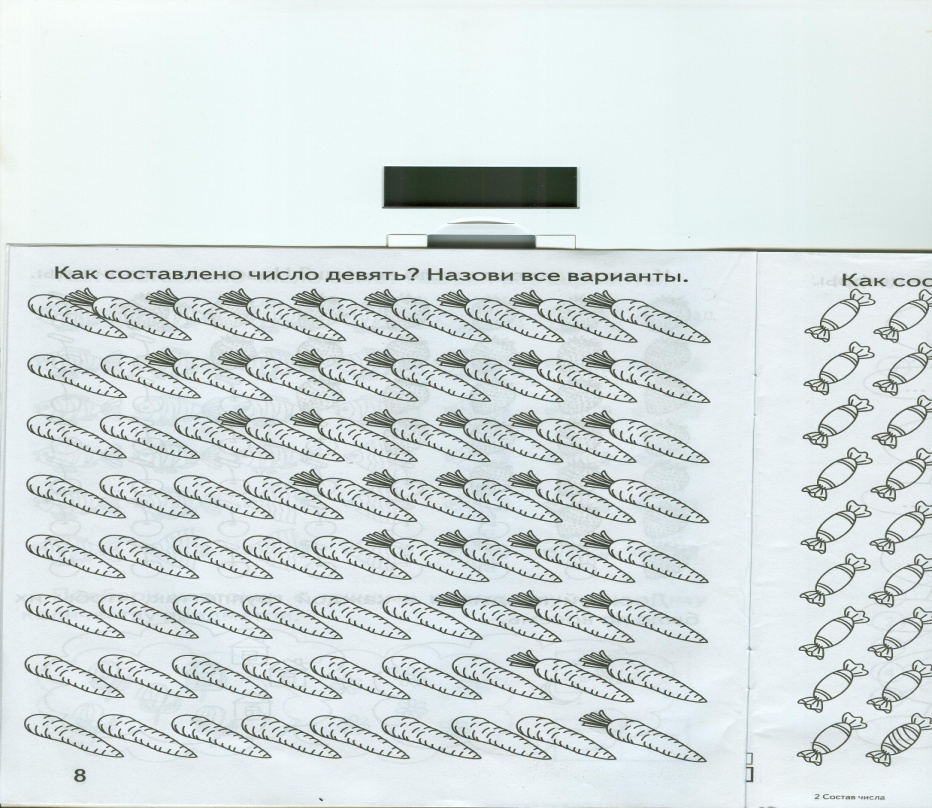 Как составлено число девять? Назови все варианты.
8
Как сос
2 Состав числа